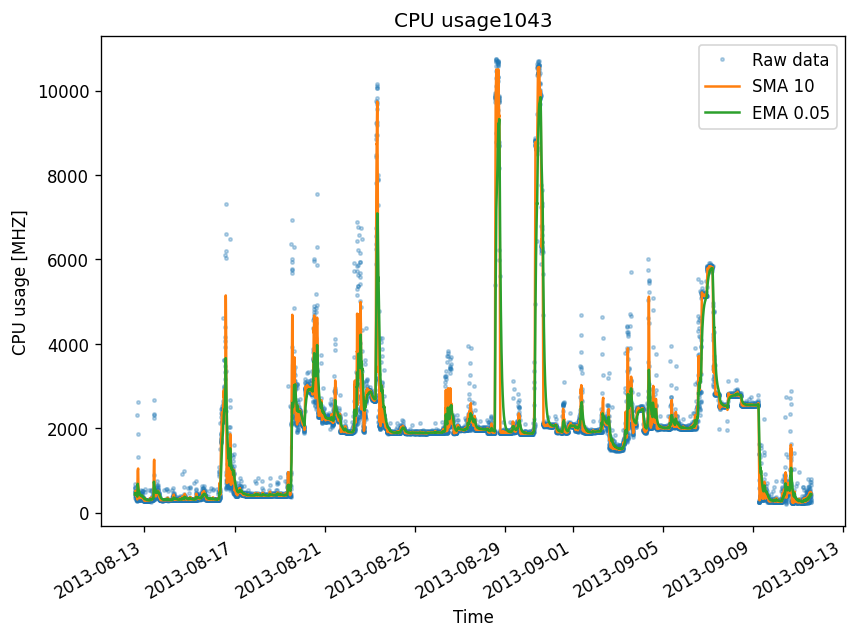 CPU usage1043
Raw data
SMA 10
EMA 0.05
10000
8000
6000
4000
2000
0
CPU usage [MHZ]
2013-08-13
2013-08-17
2013-08-21
2013-08-25
2013-08-29
2013-09-01
2013-09-05
2013-09-09
2013-09-13
Time